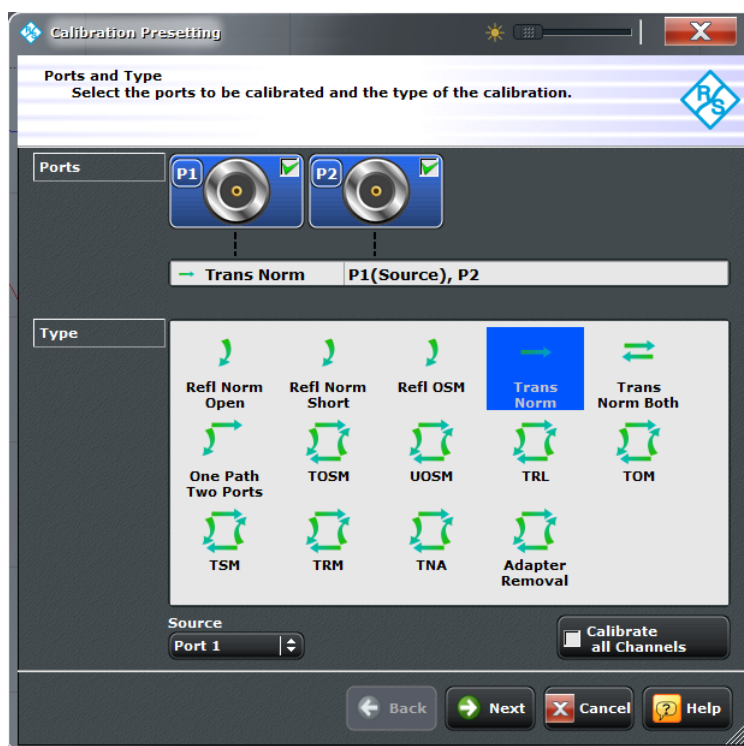 Calibration Presetting
Ports and Type
Select the ports to be calibrated and the type of the calibration.
R/S
Ports
P1
P2
Trans Norm P1(Source), P2
Type
Refl Norm
Open
Refl Norm
Short
Refl OSM
Trans
Norm
Trans
Norm Both
One Path
Two Ports
TOSM
UOSM
TRL
TOM
TSM
TRM
TNA
Adapter
Removal
Source
Port 1
Calibrate
all Channels
Back
Next
X Cancel
? Help